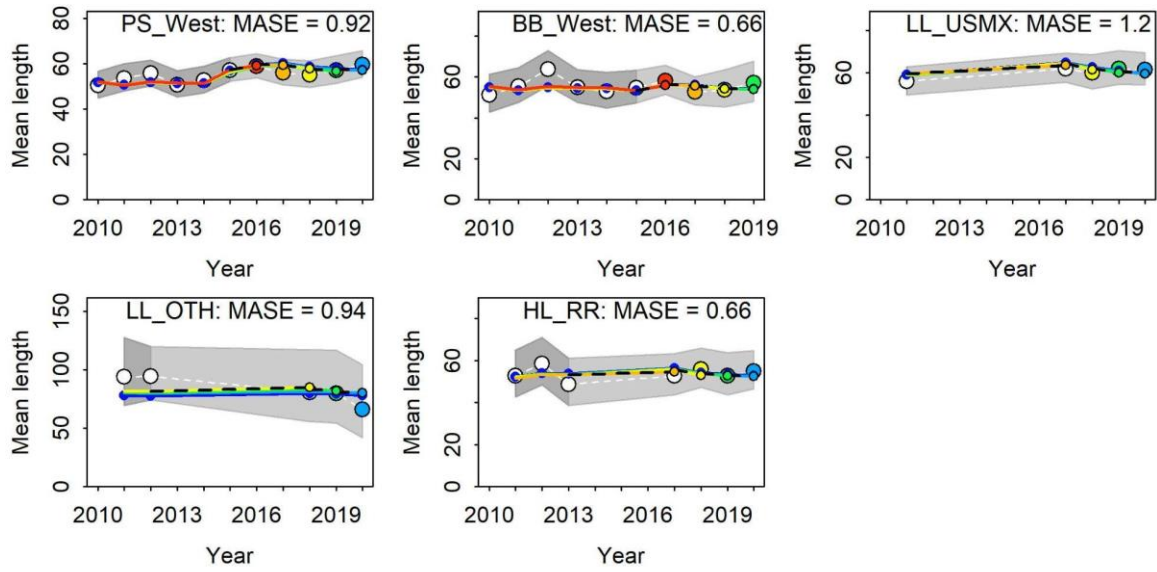 PS_West: MASE = 0.92
Mean length
0 20 40 60 80
2010 2013 2016 2019
Year
BB_West: MASE = 0.66
Mean length
0 20 60
2010 2013 2016 2019
Year
LL_USMX: MASE = 1.2
Mean length
0 20 60
2010 2013 2016 2019
Year
LL_OTH: MASE = 0.94
Mean length
0 50 100 150
2010 2013 2016 2019
Year
HL_RR: MASE = 0.66
Mean length
0 20 60
2010 2013 2016 2019
Year